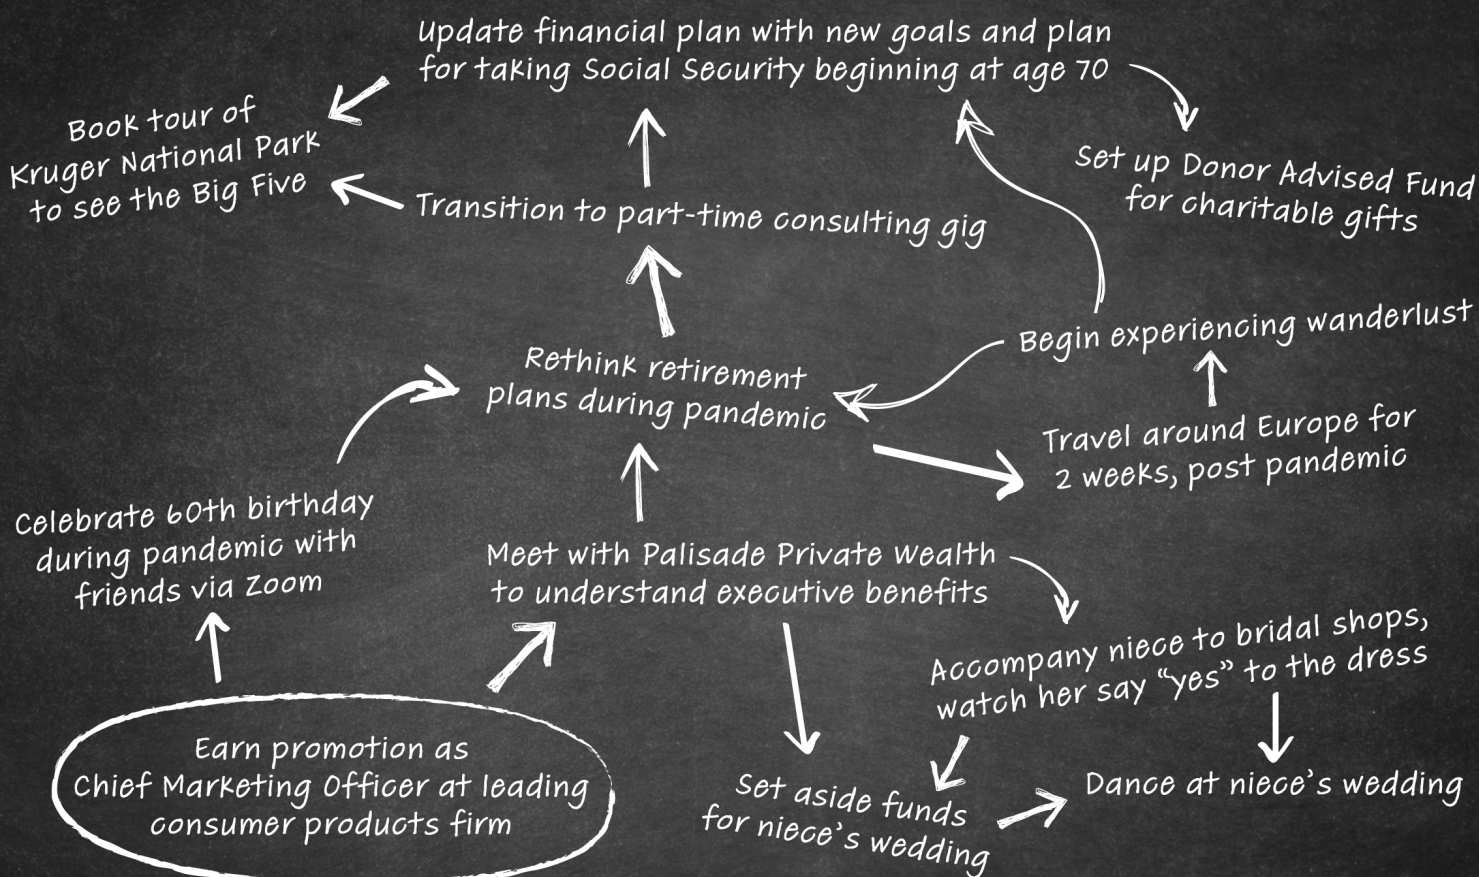 Update financial plan with new goals and plan
for taking Social Security beginning at age 70
Book tour of
Kruger National Park
to see the Big Five
Set up Donor Advised Fund
for charitable gifts
Transition to part-time consulting gig
Begin experiencing wanderlust
Rethink retirement
plans during pandemic
Travel around Europe for
2 weeks, post pandemic
Celebrate 60th birthday
during pandemic with
friends via Zoom
Meet with Palisade Private Wealth
to understand executive benefits
Accompany niece to bridal shops,
watch her say “yes” to the dress
Earn promotion as
Chief Marketing Officer at leading
consumer products firm
Set aside funds
for niece’s wedding
Dance at niece’s wedding